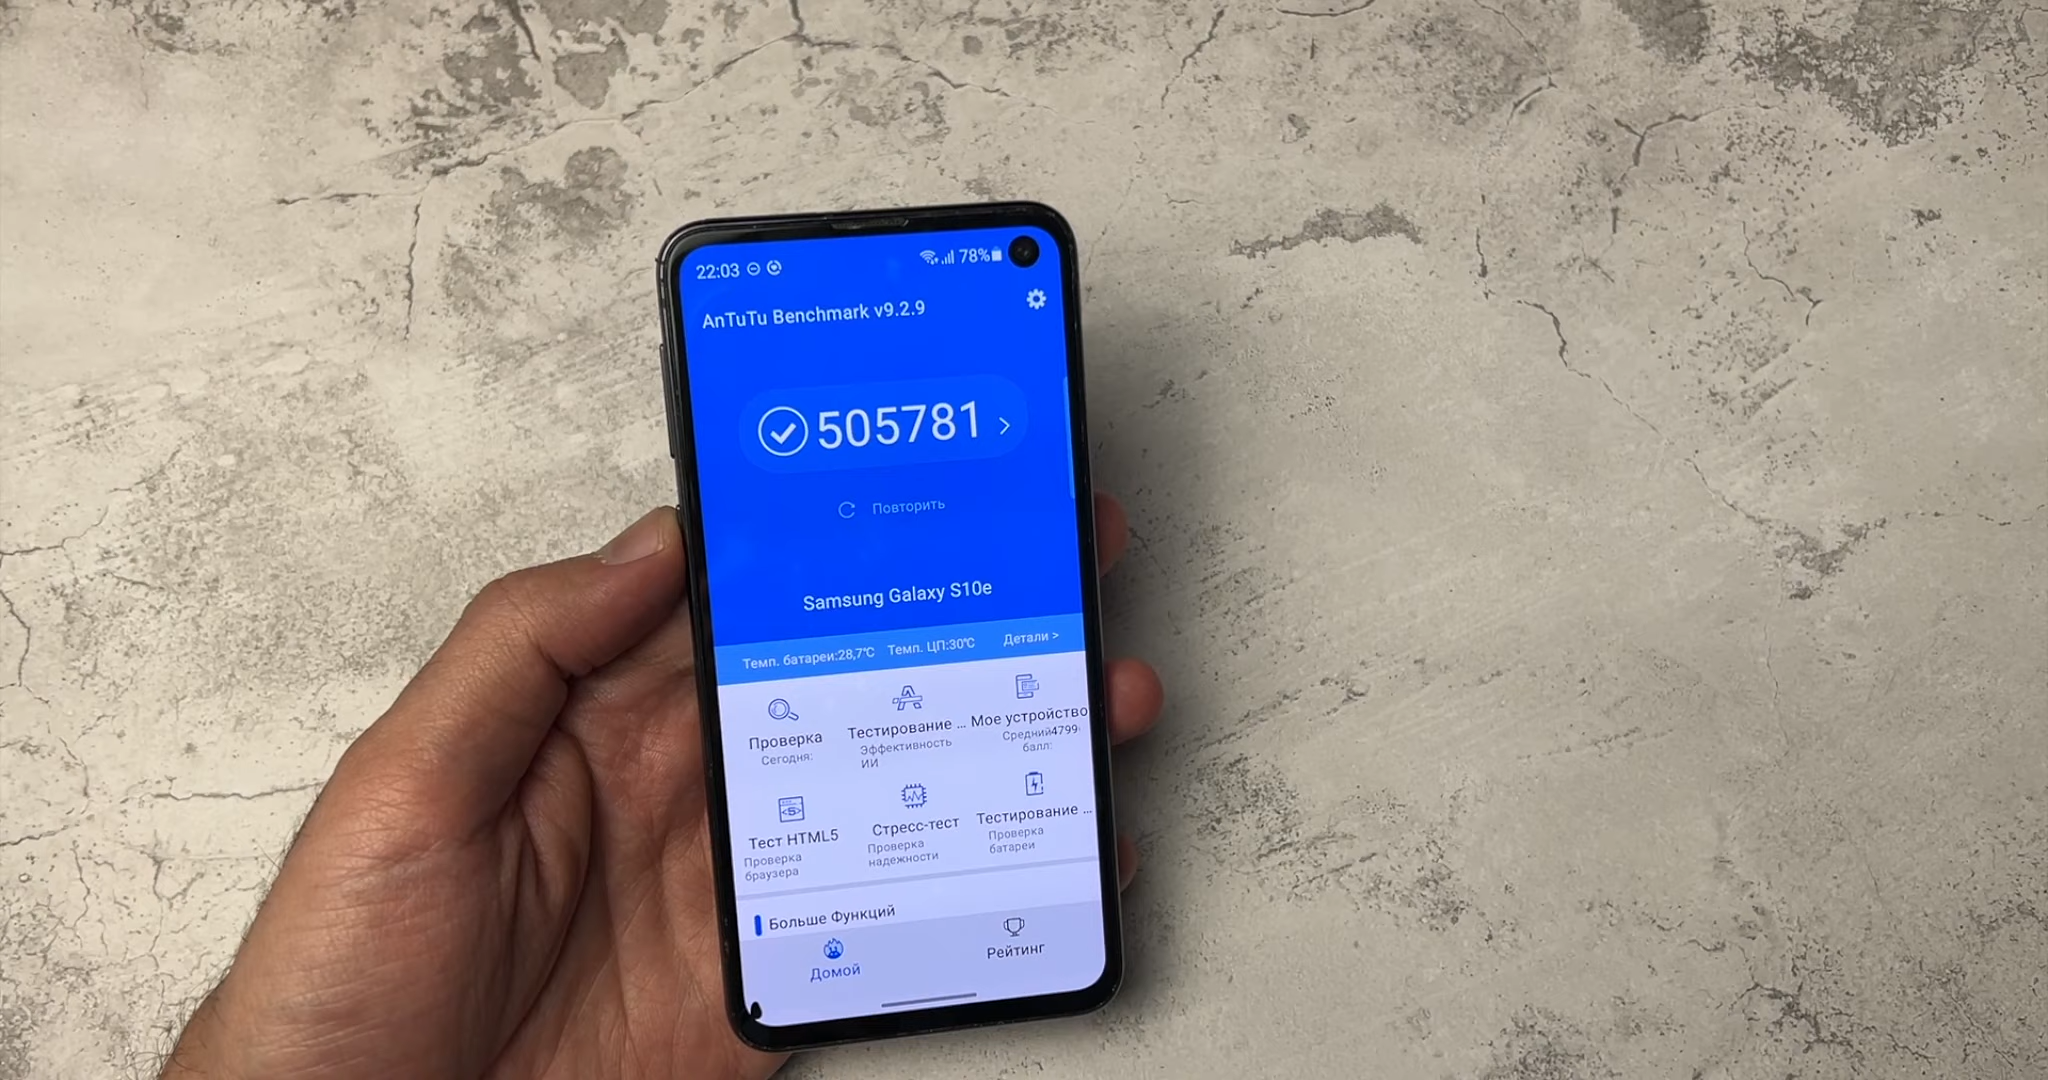 22:03
78%
AnTuTu Benchmark v9.2.9
505781
Повторить
Samsung Galaxy S10e
Темп. батареи:28,7℃ Темп. ЦП:30℃ Детали >
Проверка
Сегодня:
Тестирование ...
Эффективность
ИИ
Мое устройство
Средний4799
балл:
Тест HTML5
Проверка
браузера
Стресс-тест
Проверка
надежности
Тестирование ...
Проверка
батареи
Больше Функций
Домой
Рейтинг